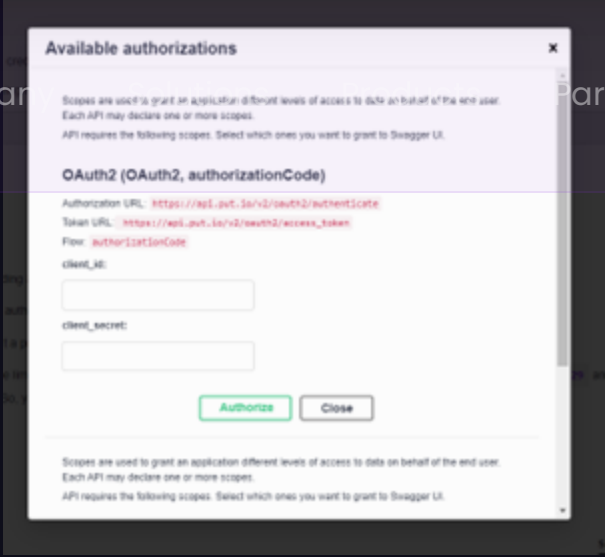 Available authorizations
×
Scopes are used to grant an application different levels of access to data on behalf of the end user.
Each API may declare one or more scopes.
API requires the following scopes. Select which ones you want to grant to Swagger UI.
OAuth2 (OAuth2, authorizationCode)
Authorization URL: https://api.put.io/v2/oauth2/authenticate
Token URL: https://api.put.io/v2/oauth2/access_token
Flow: authorizationCode
client_id:
client_secret:
Authorize Close
Scopes are used to grant an application different levels of access to data on behalf of the end user.
Each API may declare one or more scopes.
API requires the following scopes. Select which ones you want to grant to Swagger UI.